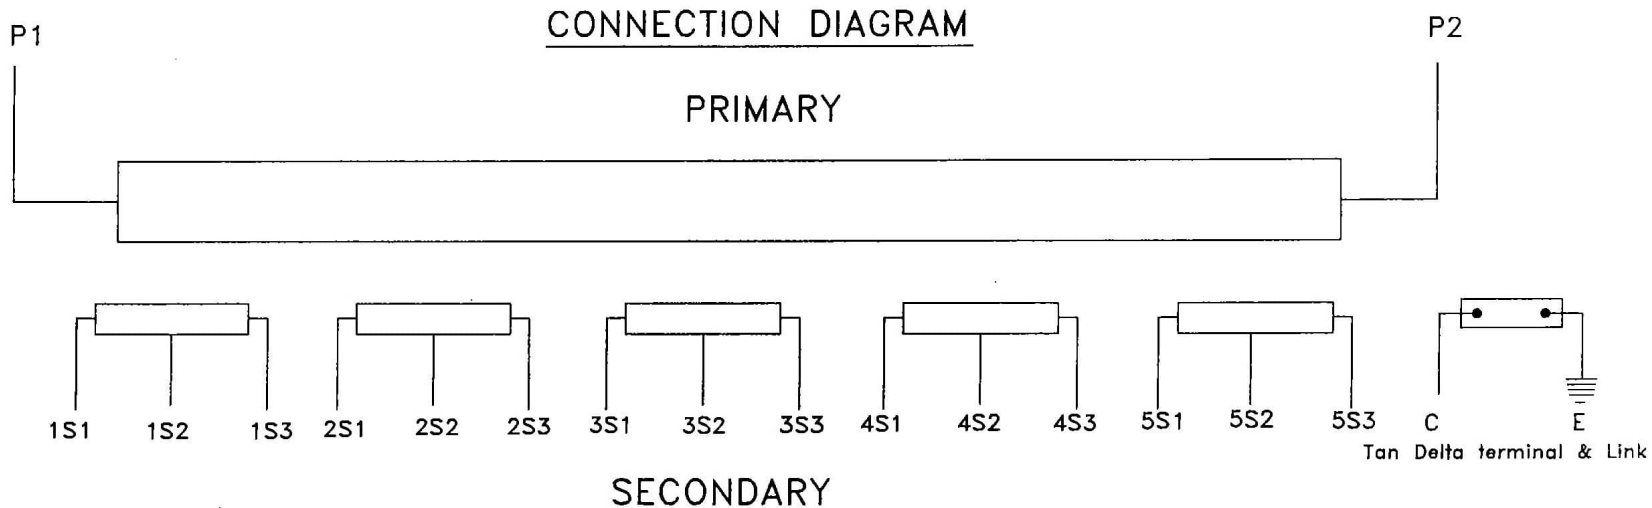 CONNECTION DIAGRAM
P1 P2
PRIMARY
1S1 1S2 1S3 2S1 2S2 2S3 3S1 3S2 3S3 4S1 4S2 4S3 5S1 5S2 5S3 C E
Tan Delta terminal & Link
SECONDARY